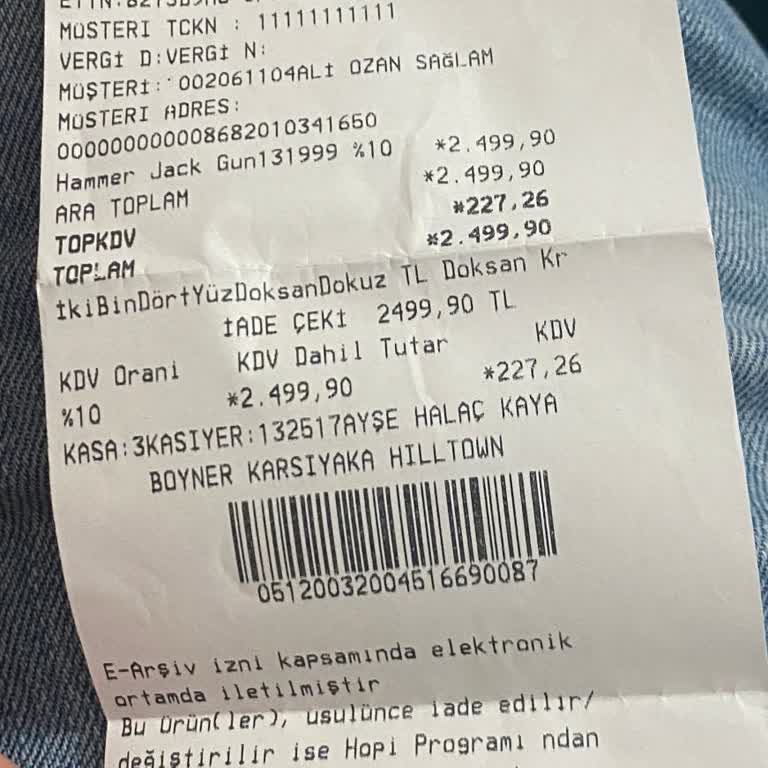 MÜSTERI TCKN : 11111111111
VERGİ D:VERGİ N:
MÜŞTERİ: 002061104ALİ OZAN SAĞLAM
MÜSTERI ADRES:
0000000000008682010341650
Hammer Jack Gun131999 %10 *2.499,90
ARA TOPLAM *2.499,90
TOPKDV *227,26
TOPLAM *2.499,90
İkiBinDörtYüzDoksanDokuz TL Doksan Kr
İADE ÇEKİ 2499,90 TL
KDV Orani KDV Dahil Tutar KDV
%10 *2.499,90 *227,26
KASA:3KASIYER:132517AYŞE HALAÇ KAYA
BOYNER KARSIYAKA HILLTOWN
05120032004516690087
E-Arşiv izni kapsamında elektronik
ortamda iletilmiştir
Bu Ürün(ler), usulünce iade edilir/
değiştirilir ise Hopi Programı ndan